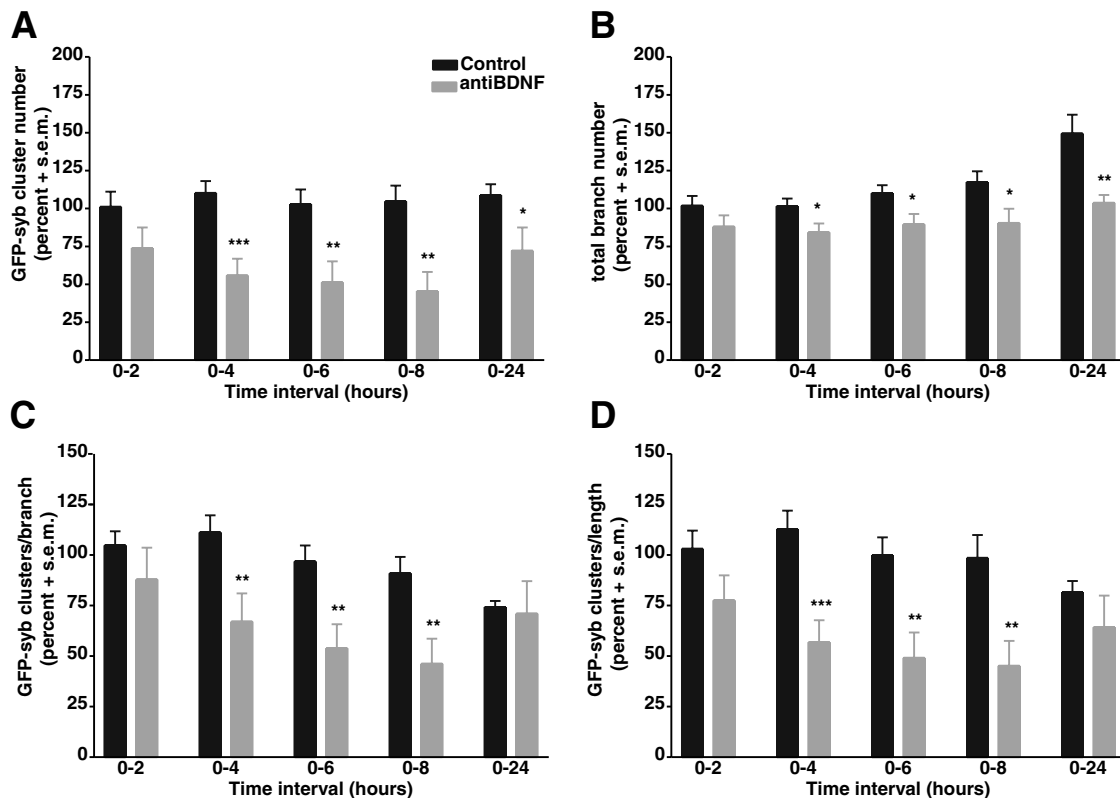 A
GFP-syb cluster number
(percent + s.e.m.)
200
175
150
125
100
75
50
25
0
Control
antiBDNF
***
**
**
*
0-2 0-4 0-6 0-8 0-24
Time interval (hours)
B
total branch number
(percent + s.e.m.)
200
175
150
125
100
75
50
25
0
*
*
*
**
0-2 0-4 0-6 0-8 0-24
Time interval (hours)
C
GFP-syb clusters/branch
(percent + s.e.m.)
150
125
100
75
50
25
0
**
**
**
0-2 0-4 0-6 0-8 0-24
Time interval (hours)
D
GFP-syb clusters/length
(percent + s.e.m.)
150
125
100
75
50
25
0
***
**
**
0-2 0-4 0-6 0-8 0-24
Time interval (hours)